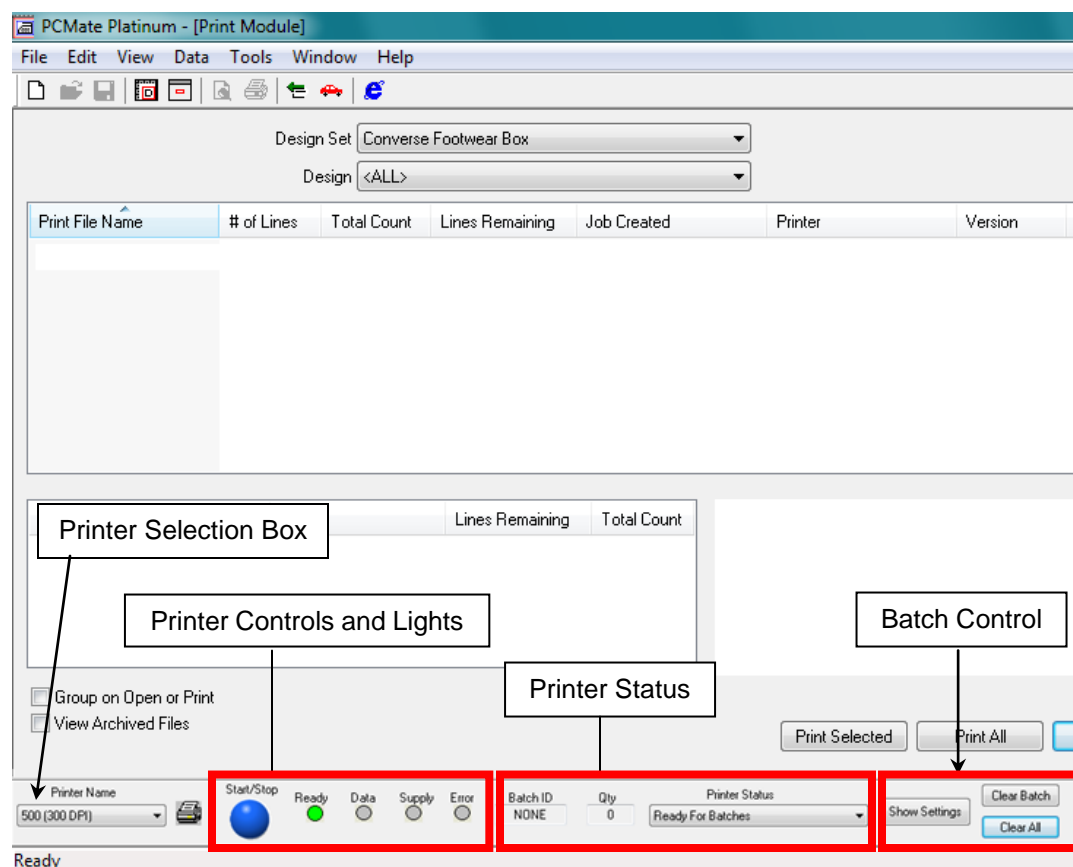 PCMate Platinum - [Print Module]
File Edit View Data Tools Window Help
Design Set Converse Footwear Box
Design <ALL>
Print File Name # of Lines Total Count Lines Remaining Job Created Printer Version
Lines Remaining Total Count
Printer Selection Box
Printer Controls and Lights
Batch Control
Printer Status
Group on Open or Print
View Archived Files
Print Selected Print All
Printer Name
500 (300 DPI)
Start/Stop Ready Data Supply Error
Batch ID Qty Printer Status
NONE 0 Ready For Batches
Show Settings
Clear Batch
Clear All
Ready